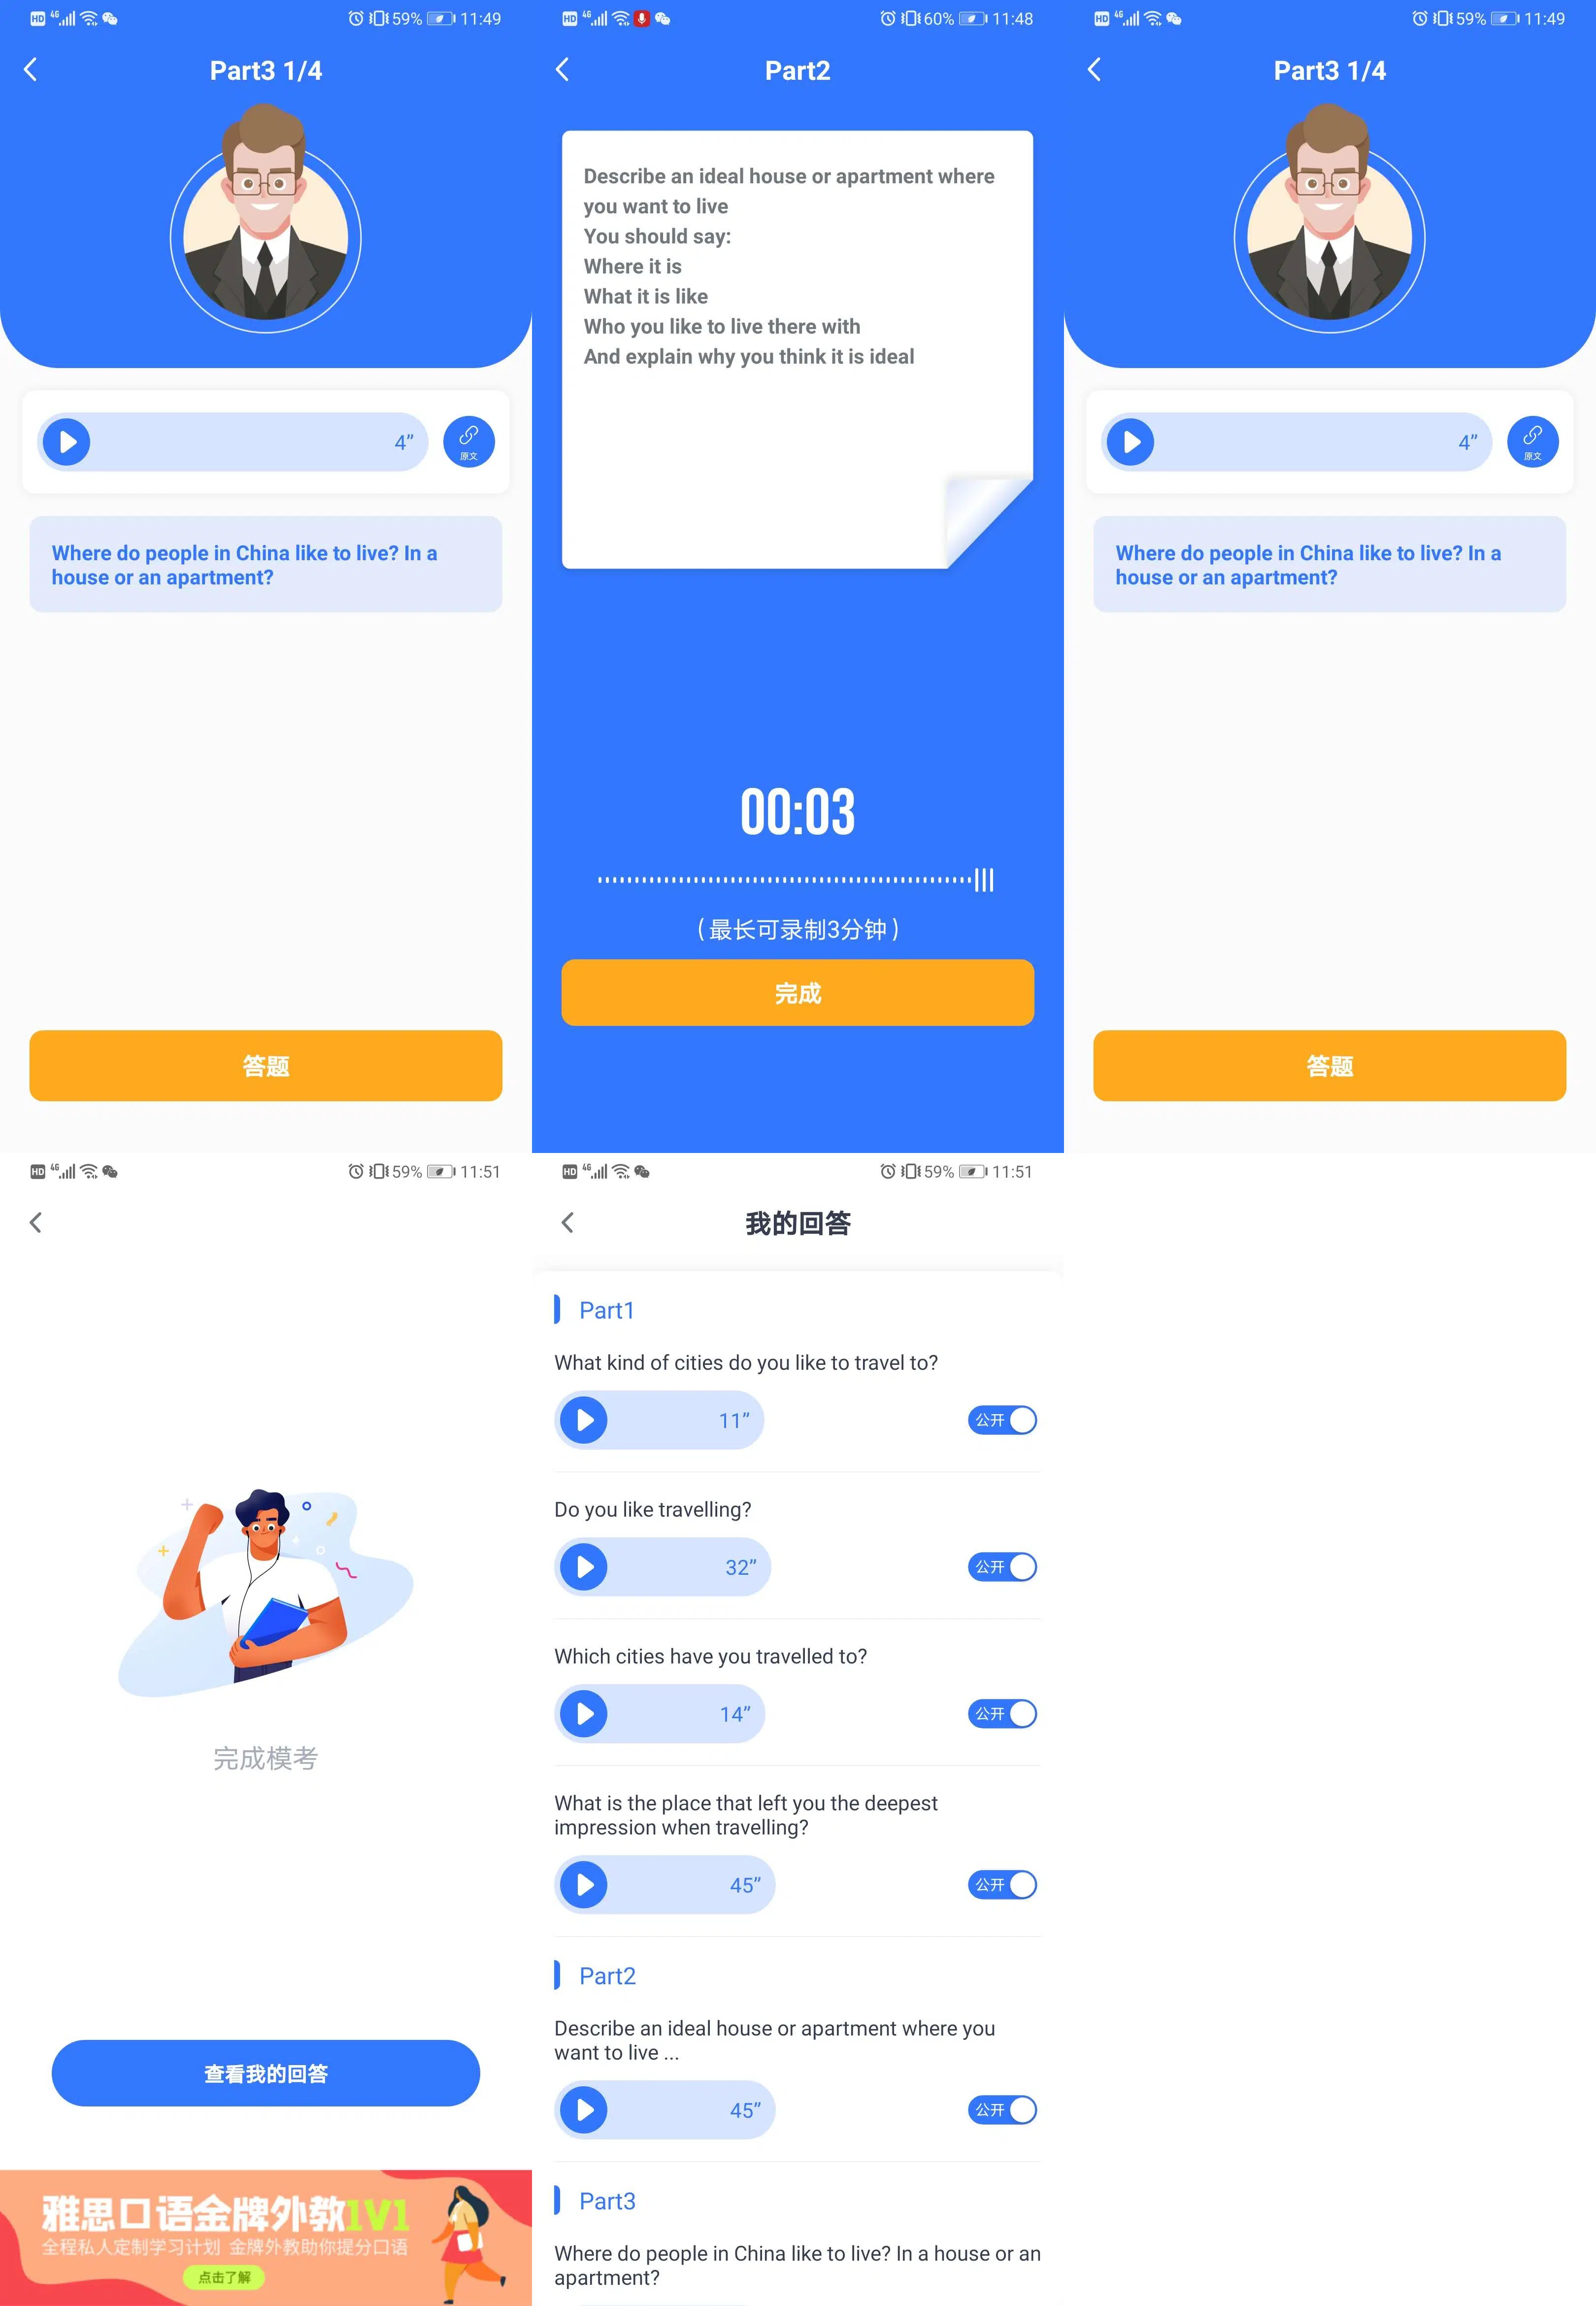 HD 4G 59% 11:49
Part3 1/4
4”
原文
Where do people in China like to live? In a
house or an apartment?
答题
HD 4G 60% 11:48
Part2
Describe an ideal house or apartment where
you want to live
You should say:
Where it is
What it is like
Who you like to live there with
And explain why you think it is ideal
00:03
（最长可录制3分钟）
完成
HD 4G 59% 11:49
Part3 1/4
4”
原文
Where do people in China like to live? In a
house or an apartment?
答题
HD 4G 59% 11:51
完成模考
查看我的回答
雅思口语金牌外教1V1
全程私人定制学习计划 金牌外教助你提分口语
点击了解
HD 4G 59% 11:51
我的回答
Part1
What kind of cities do you like to travel to?
11” 公开
Do you like travelling?
32” 公开
Which cities have you travelled to?
14” 公开
What is the place that left you the deepest
impression when travelling?
45” 公开
Part2
Describe an ideal house or apartment where you
want to live ...
45” 公开
Part3
Where do people in China like to live? In a house or an
apartment?